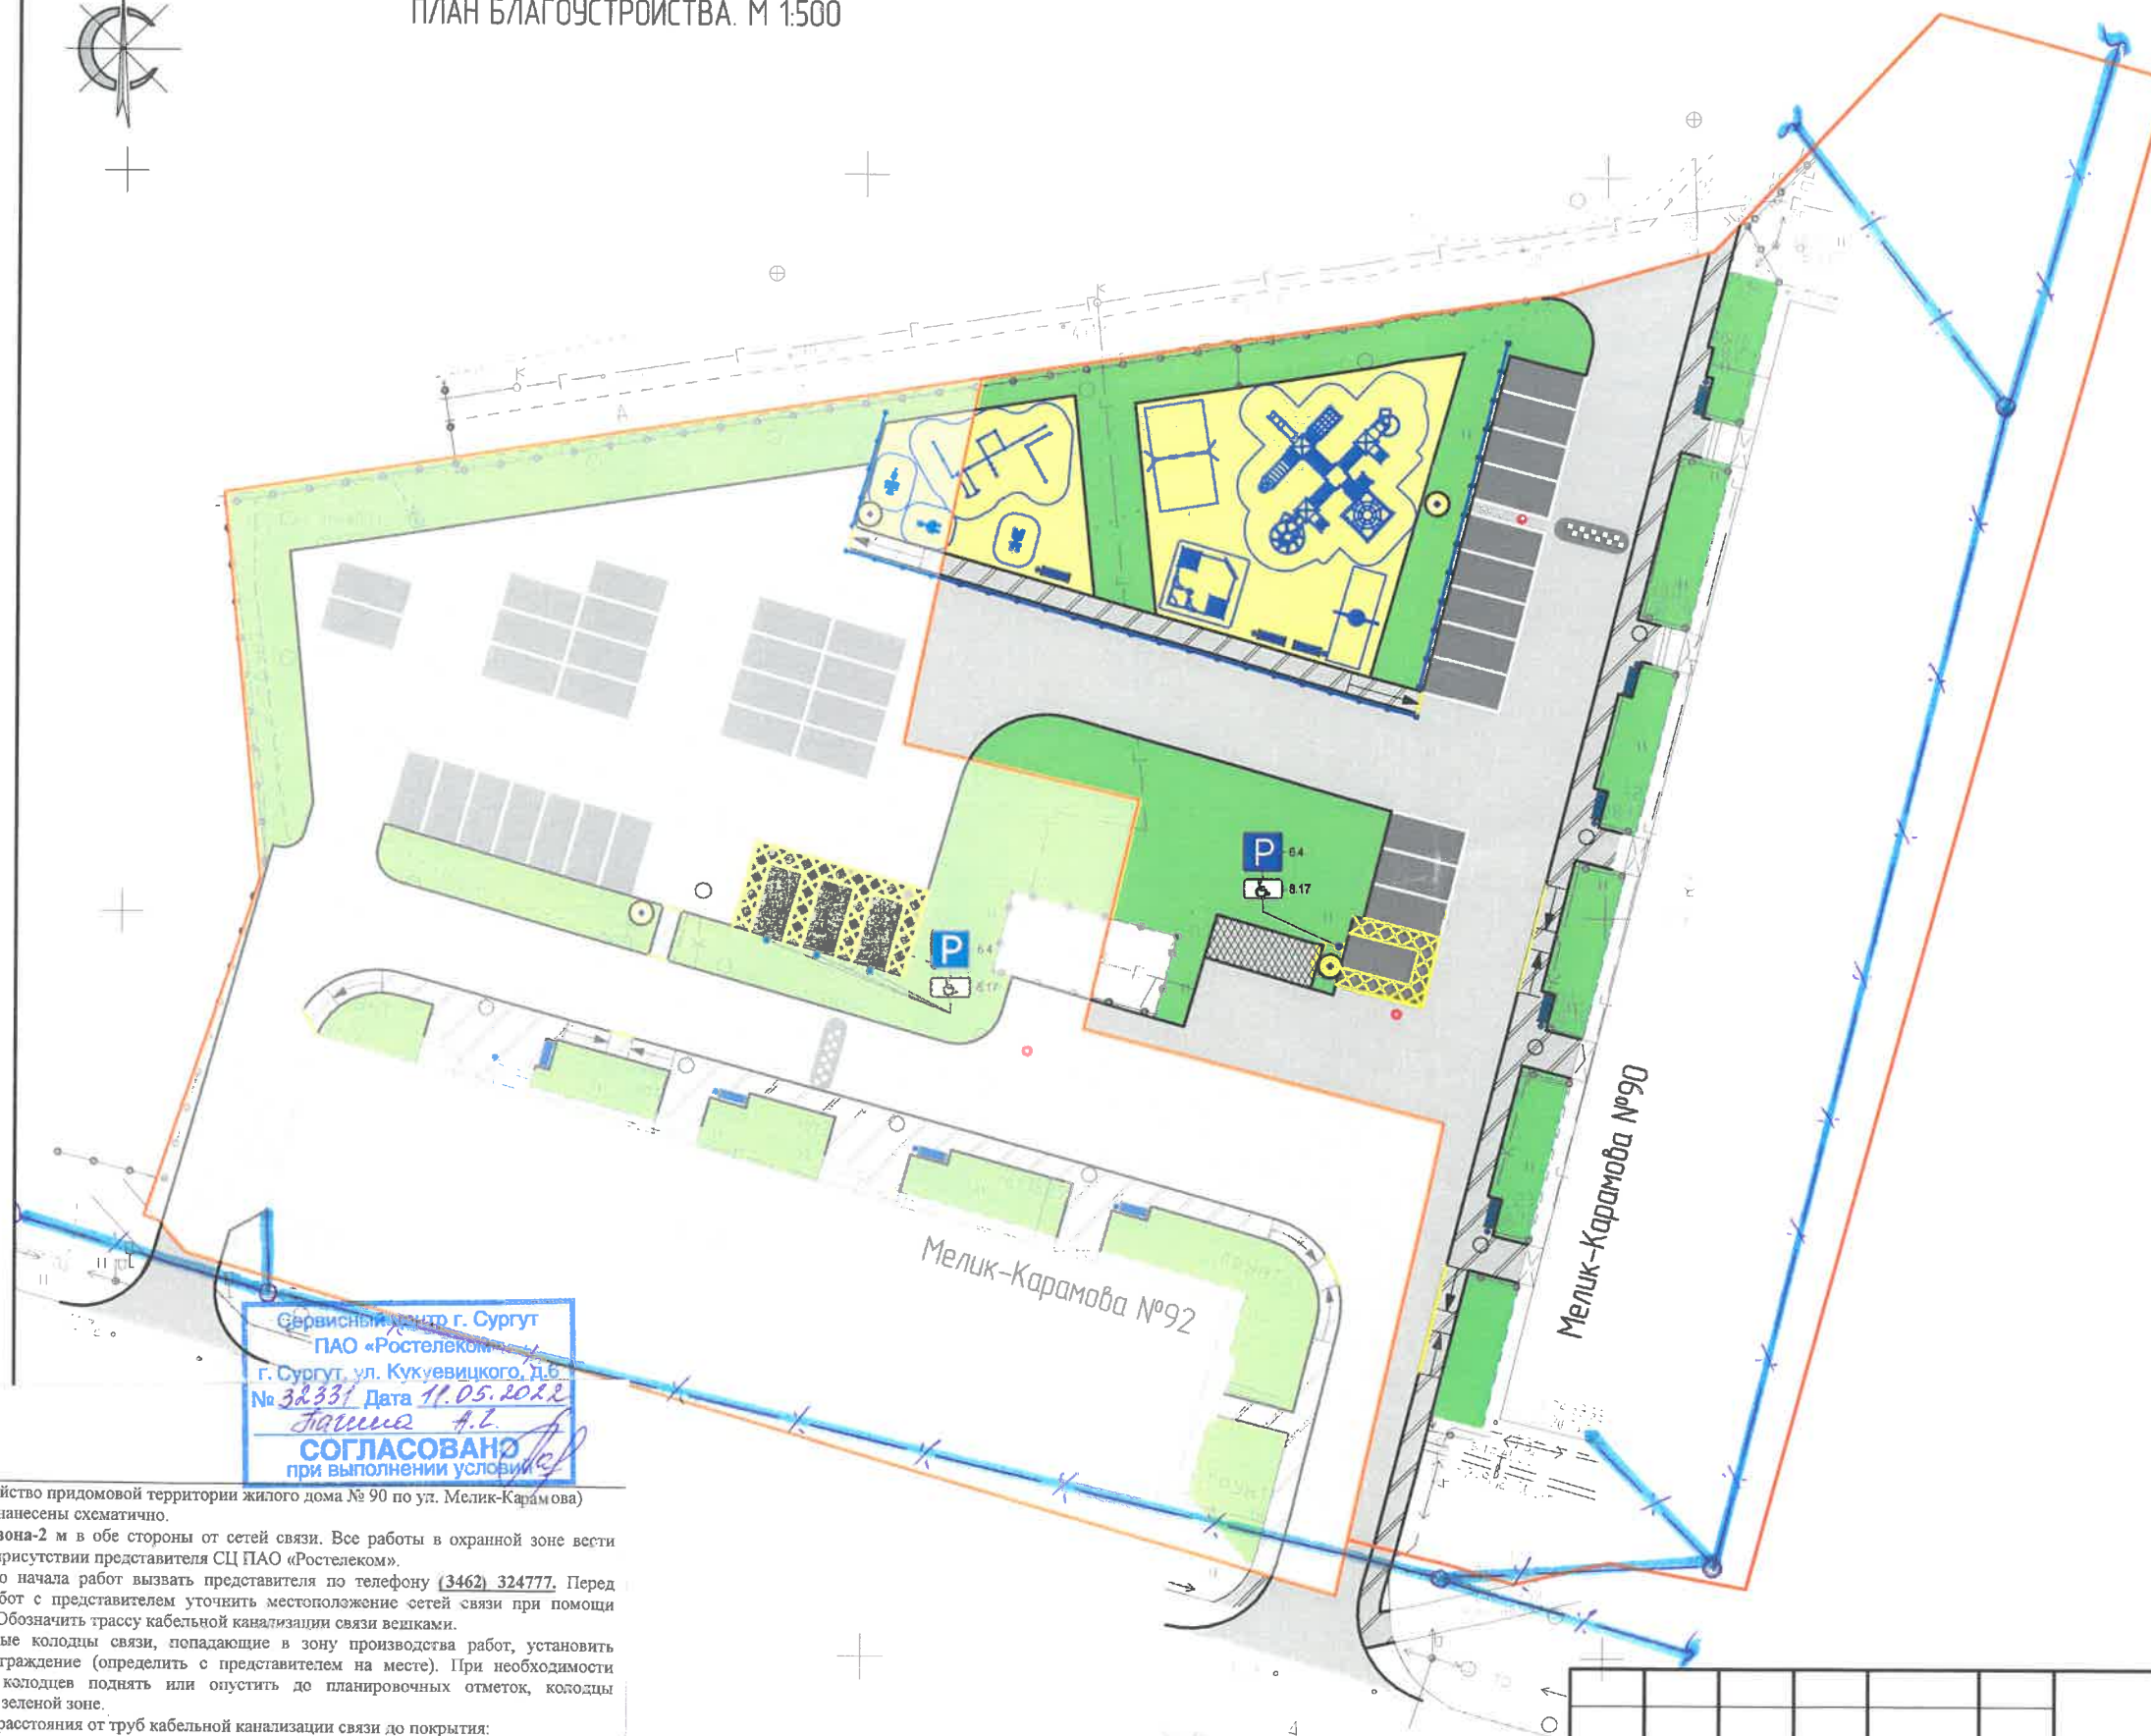 ПЛАН БЛАГОУСТРОЙСТВА. М 1:500
К
Г
Г
К
Г
Г
А
P 6.4
8.17
P 6.4
8.17
Мелик-Карамова №90
Мелик-Карамова №92
Сервисный центр г. Сургут
ПАО «Ростелеком»
г. Сургут, ул. Кукуевицкого, д.6
№ 32331 Дата 11.05.2022
СОГЛАСОВАНО
при выполнении условий
йство придомовой территории жилого дома № 90 по ул. Мелик-Карамова)
нанесены схематично.
зона-2 м в обе стороны от сетей связи. Все работы в охранной зоне вести
присутствии представителя СЦ ПАО «Ростелеком».
о начала работ вызвать представителя по телефону (3462) 324777. Перед
бот с представителем уточнить местоположение сетей связи при помощи
Обозначить трассу кабельной канализации связи вешками.
ые колодцы связи, попадающие в зону производства работ, установить
граждение (определить с представителем на месте). При необходимости
колодцев поднять или опустить до планировочных отметок, колодцы
зеленой зоне.
расстояния от труб кабельной канализации связи до покрытия: